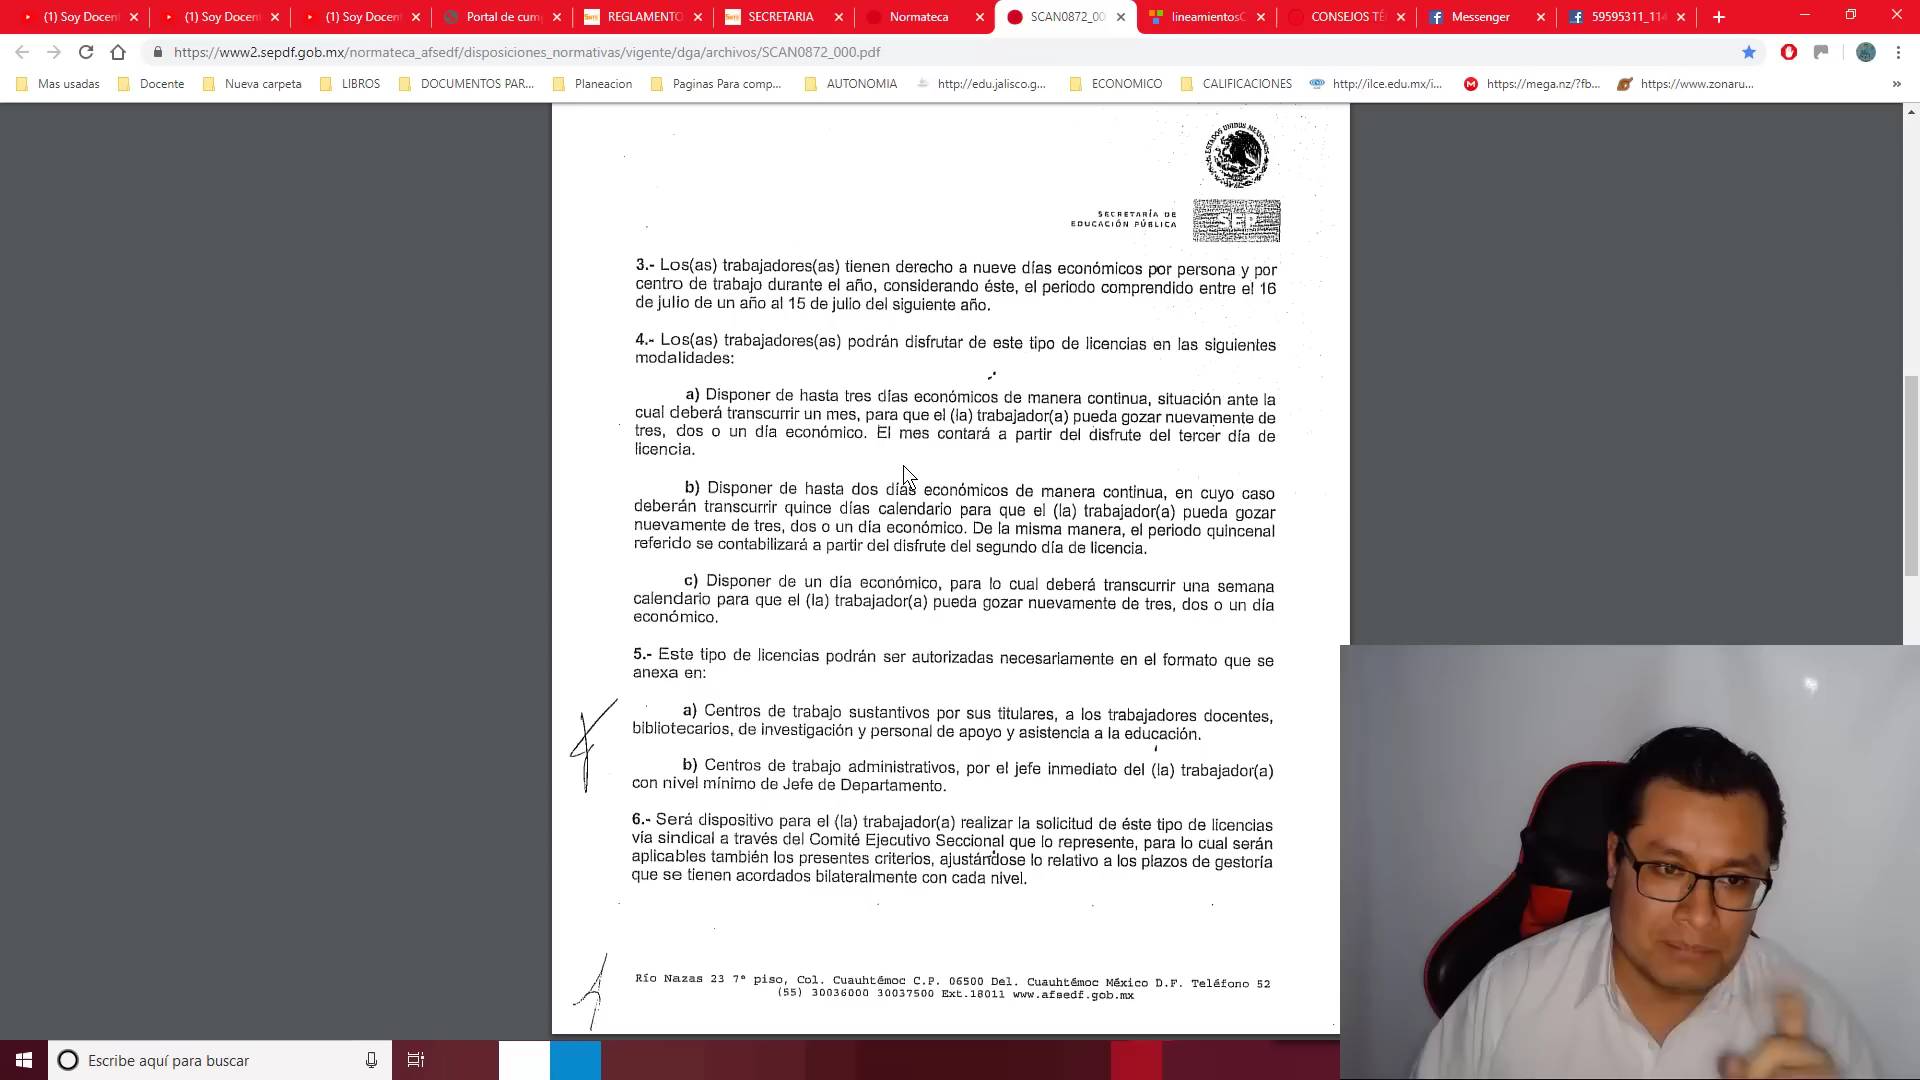 (1) Soy Docent
(1) Soy Docent
(1) Soy Docent
Portal de cum
REGLAMENTO
SECRETARIA
Normateca
SCAN0872_00
lineamientosC
CONSEJOS TÉ
Messenger
59595311_114
https://www2.sepdf.gob.mx/normateca_afsedf/disposiciones_normativas/vigente/dga/archivos/SCAN0872_000.pdf
Mas usadas
Docente
Nueva carpeta
LIBROS
DOCUMENTOS PAR...
Planeacion
Paginas Para comp...
AUTONOMIA
http://edu.jalisco.g...
ECONOMICO
CALIFICACIONES
http://ilce.edu.mx/i...
https://mega.nz/?fb...
https://www.zonaru...
ESTADOS UNIDOS MEXICANOS
SECRETARÍA DE
EDUCACIÓN PÚBLICA
SEP
3.- Los(as) trabajadores(as) tienen derecho a nueve días económicos por persona y por
centro de trabajo durante el año, considerando éste, el periodo comprendido entre el 16
de julio de un año al 15 de julio del siguiente año.
4.- Los(as) trabajadores(as) podrán disfrutar de este tipo de licencias en las siguientes
modalidades:
a) Disponer de hasta tres días económicos de manera continua, situación ante la
cual deberá transcurrir un mes, para que el (la) trabajador(a) pueda gozar nuevamente de
tres, dos o un día económico. El mes contará a partir del disfrute del tercer día de
licencia.
b) Disponer de hasta dos días económicos de manera continua, en cuyo caso
deberán transcurrir quince días calendario para que el (la) trabajador(a) pueda gozar
nuevamente de tres, dos o un día económico. De la misma manera, el periodo quincenal
referido se contabilizará a partir del disfrute del segundo día de licencia.
c) Disponer de un día económico, para lo cual deberá transcurrir una semana
calendario para que el (la) trabajador(a) pueda gozar nuevamente de tres, dos o un día
económico.
5.- Este tipo de licencias podrán ser autorizadas necesariamente en el formato que se
anexa en:
a) Centros de trabajo sustantivos por sus titulares, a los trabajadores docentes,
bibliotecarios, de investigación y personal de apoyo y asistencia a la educación.
b) Centros de trabajo administrativos, por el jefe inmediato del (la) trabajador(a)
con nivel mínimo de Jefe de Departamento.
6.- Será dispositivo para el (la) trabajador(a) realizar la solicitud de éste tipo de licencias
vía sindical a través del Comité Ejecutivo Seccional que lo represente, para lo cual serán
aplicables también los presentes criterios, ajustándose lo relativo a los plazos de gestoría
que se tienen acordados bilateralmente con cada nivel.
Río Nazas 23 7° piso, Col. Cuauhtémoc C.P. 06500 Del. Cuauhtémoc México D.F. Teléfono 52
(55) 30036000 30037500 Ext.18011 www.afsedf.gob.mx
Escribe aquí para buscar